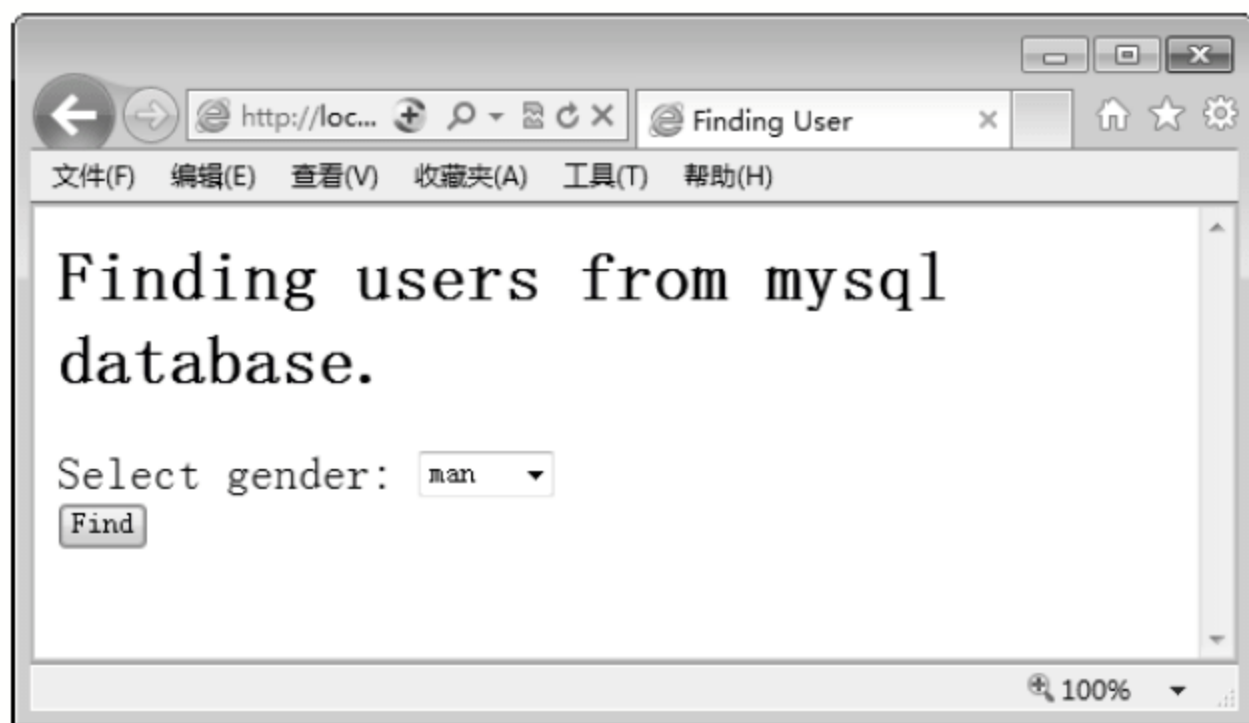 http://loc...
Finding User
文件(F) 编辑(E) 查看(V) 收藏夹(A) 工具(T) 帮助(H)
Finding users from mysql
database.
Select gender: man
Find
100%